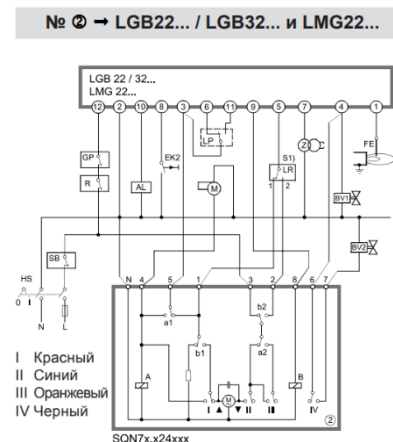 № ② → LGB22... / LGB32... и LMG22...
LGB 22 / 32...
LMG 22...
12 2 10 8 3 6 11 9 5 7 4 1
LP
S1)
LR
1 2
Z
FE
GP
EK2
R
AL
M
BV1
BV2
SB
HS
0 I
N L
N 4 5 1 3 2 8 6 7
a1
b2
b1
a2
A
B
I
M
II
III
IV
②
I Красный
II Синий
III Оранжевый
IV Черный
SQN7x.x24xxx